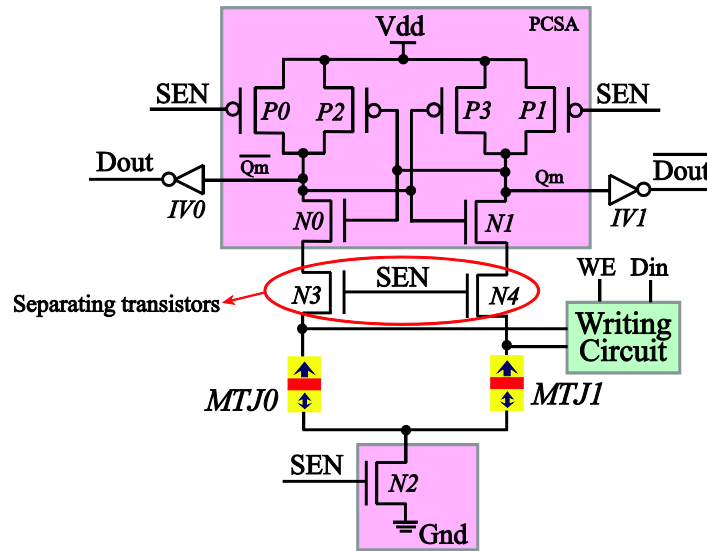 PCSA
Vdd
SEN
P0
P2
P3
P1
SEN
Dout
Qm
Qm
Dout
IV0
N0
N1
IV1
N3
SEN
N4
WE Din
Separating transistors
Writing
Circuit
MTJ0
MTJ1
SEN
N2
Gnd